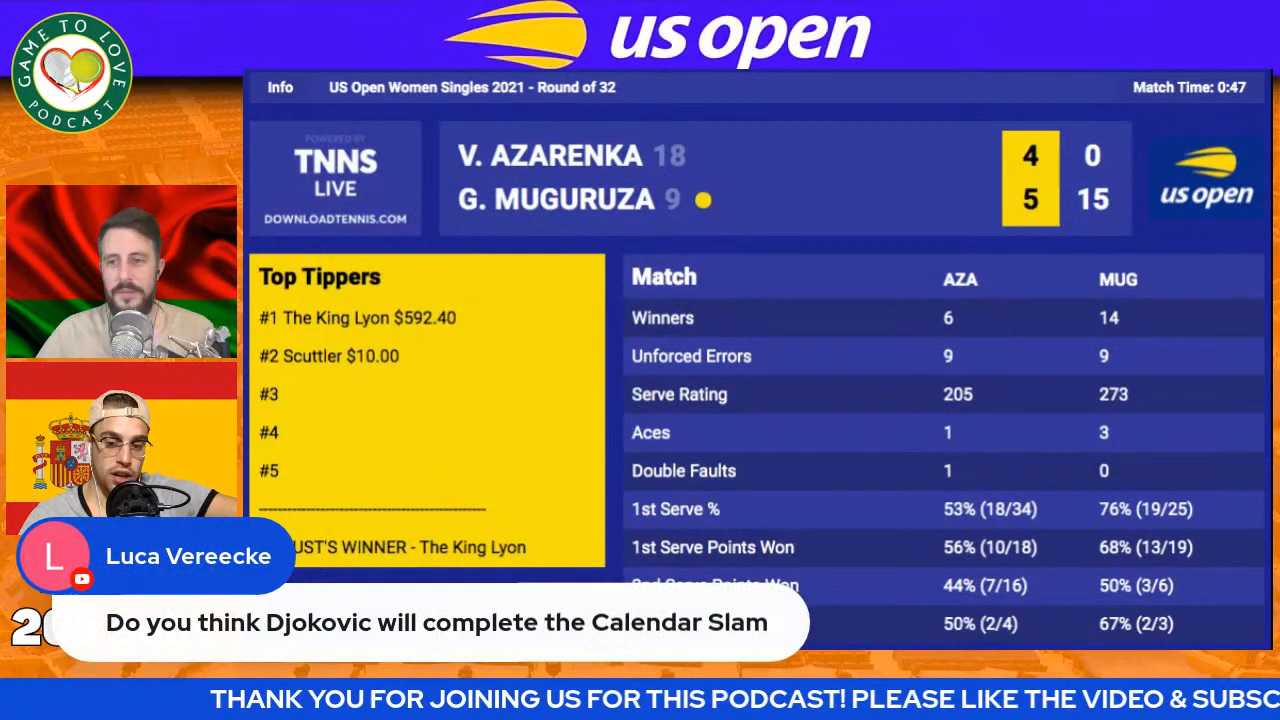 GAME TO LOVE
PODCAST
us open
Info US Open Women Singles 2021 - Round of 32 Match Time: 0:47
POWERED BY
TNNS
LIVE
DOWNLOADTENNIS.COM
V. AZARENKA 18 4 0
G. MUGURUZA 9 5 15
us open
Top Tippers
#1 The King Lyon $592.40
#2 Scuttler $10.00
#3
#4
#5
UST'S WINNER - The King Lyon
Match AZA MUG
Winners 6 14
Unforced Errors 9 9
Serve Rating 205 273
Aces 1 3
Double Faults 1 0
1st Serve % 53% (18/34) 76% (19/25)
1st Serve Points Won 56% (10/18) 68% (13/19)
2nd Serve Points Won 44% (7/16) 50% (3/6)
50% (2/4) 67% (2/3)
L Luca Vereecke
Do you think Djokovic will complete the Calendar Slam
THANK YOU FOR JOINING US FOR THIS PODCAST! PLEASE LIKE THE VIDEO & SUBSC